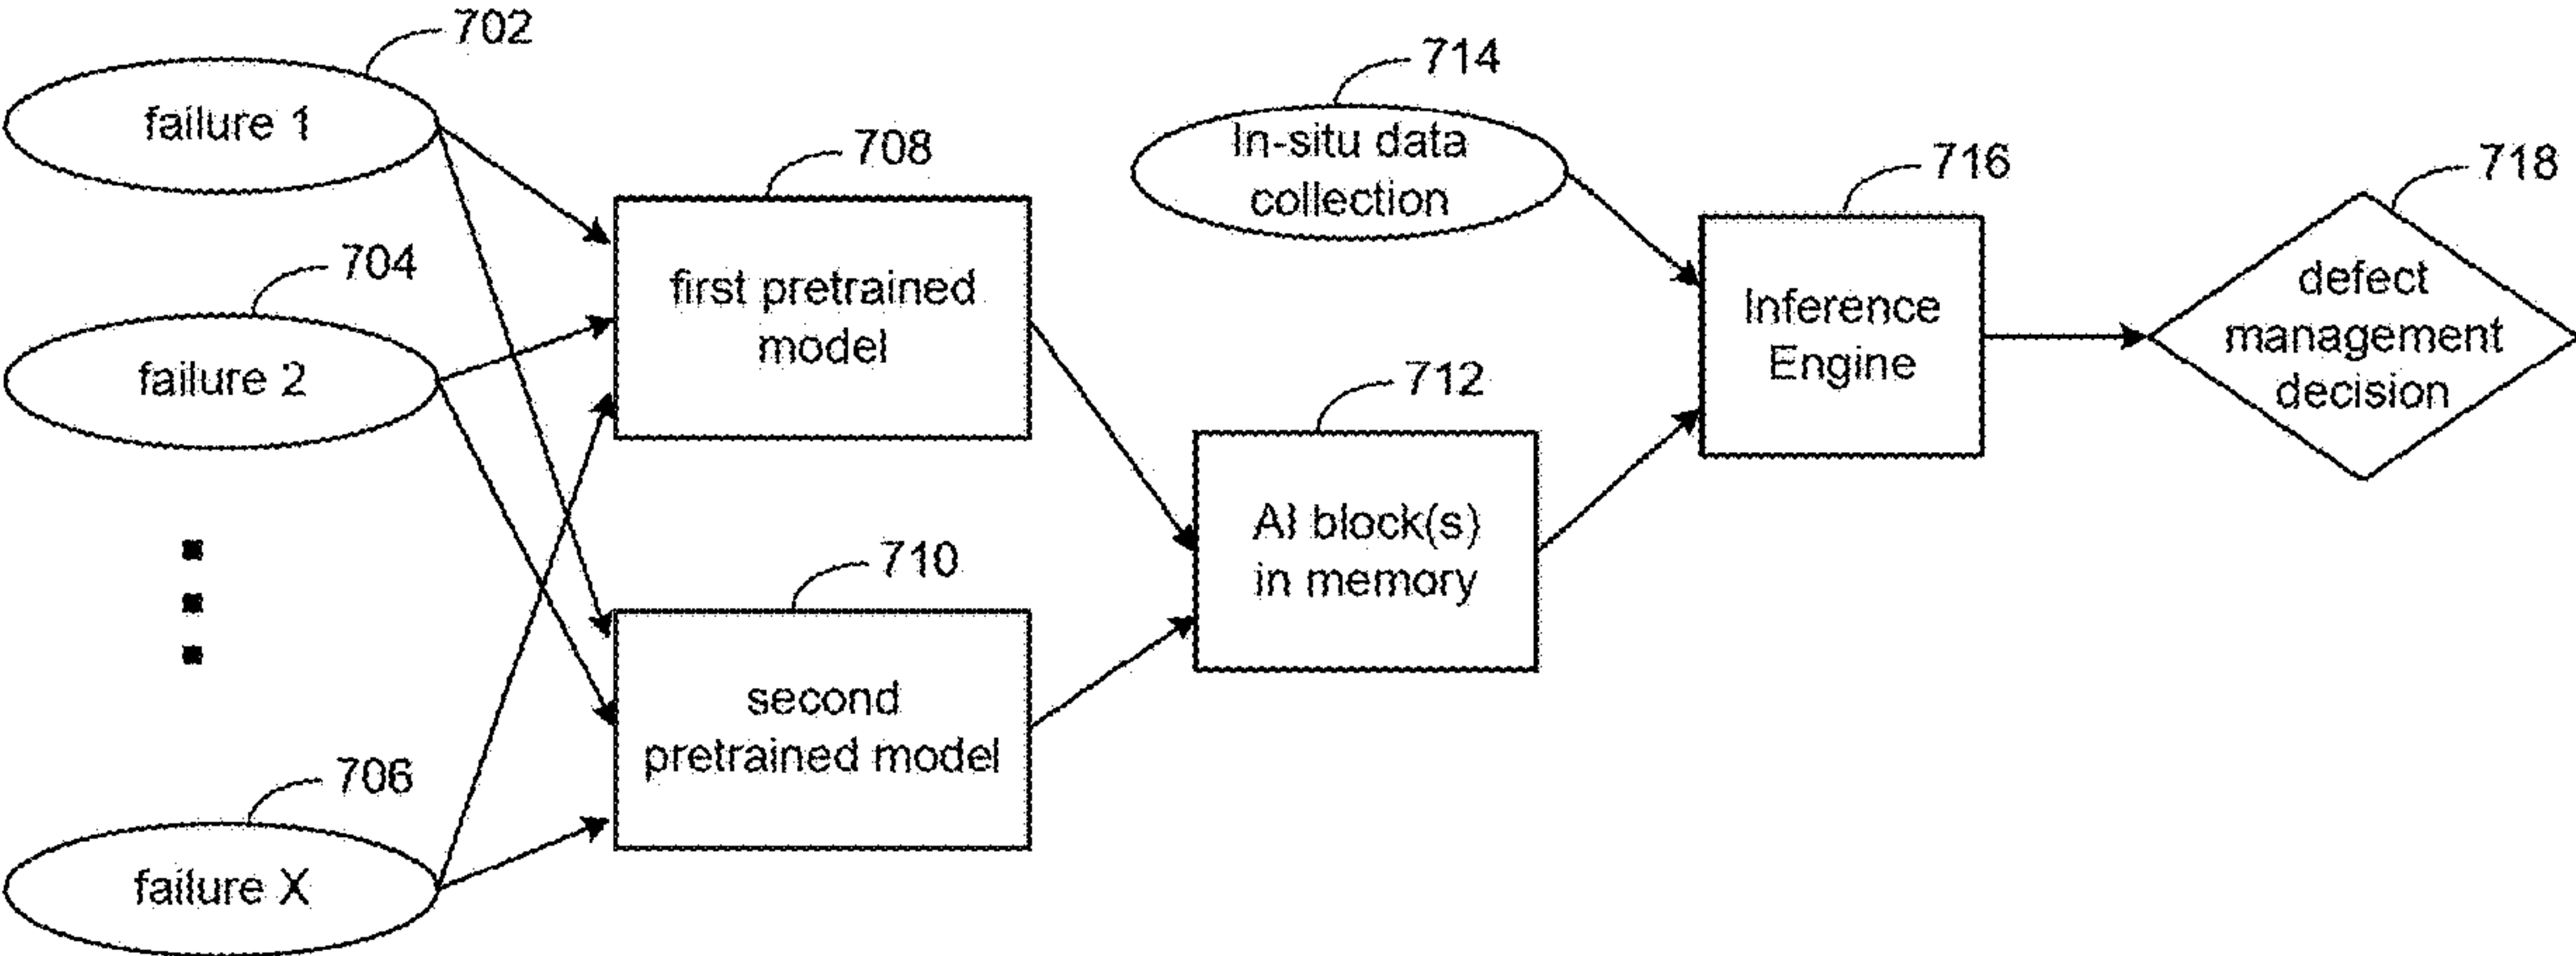 702
failure 1
704
failure 2
706
failure X
708
first pretrained
model
710
second
pretrained model
712
AI block(s)
in memory
714
In-situ data
collection
716
Inference
Engine
718
defect
management
decision